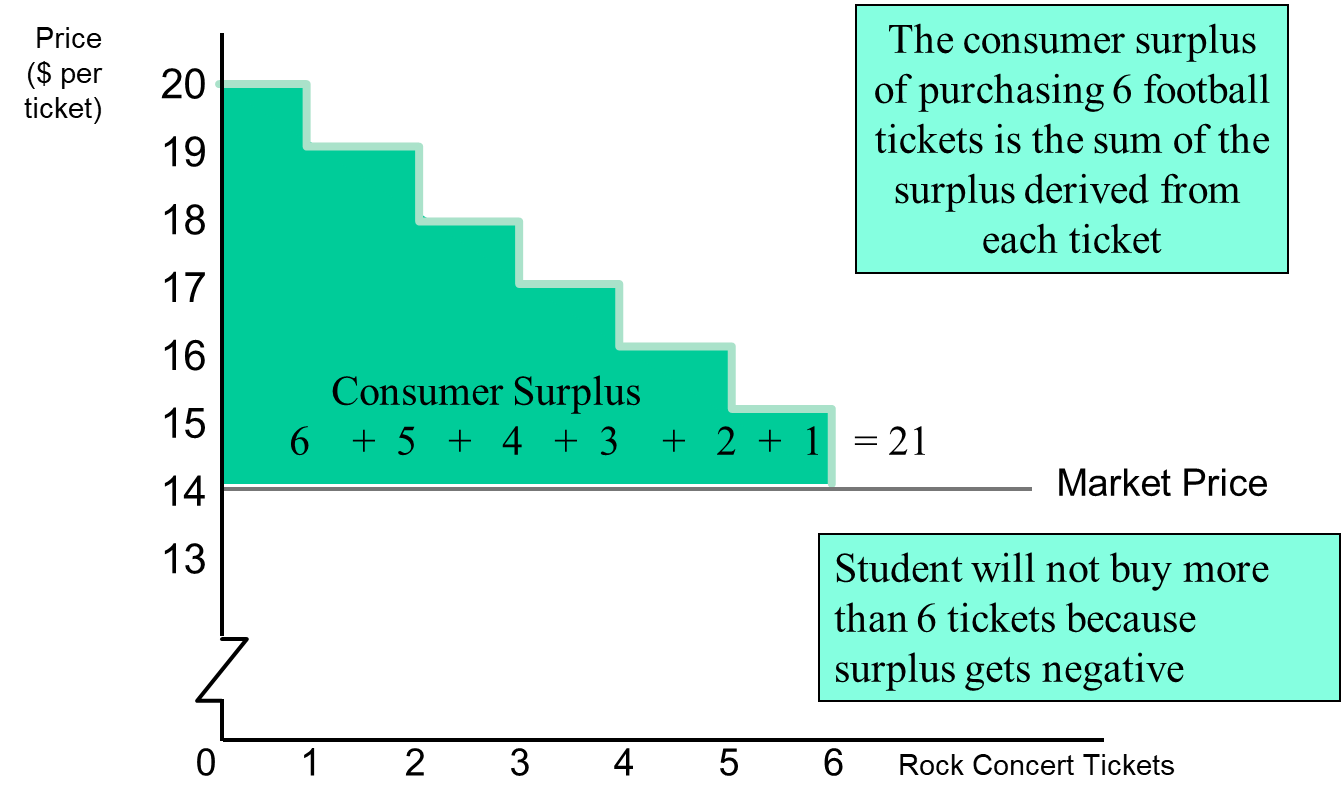 Price
($ per
ticket)
The consumer surplus
of purchasing 6 football
tickets is the sum of the
surplus derived from
each ticket
20
19
18
17
16
15
14
13
Consumer Surplus
6 + 5 + 4 + 3 + 2 + 1 = 21
Market Price
Student will not buy more
than 6 tickets because
surplus gets negative
0 1 2 3 4 5 6 Rock Concert Tickets